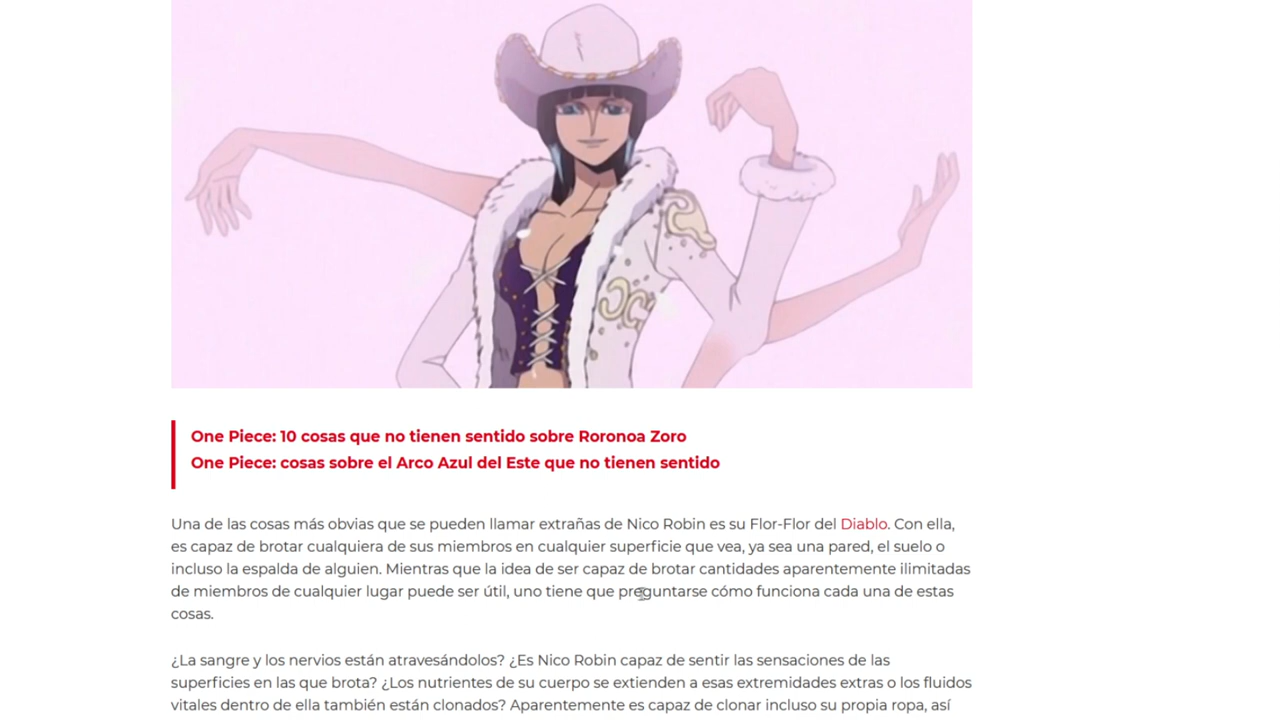 One Piece: 10 cosas que no tienen sentido sobre Roronoa Zoro
One Piece: cosas sobre el Arco Azul del Este que no tienen sentido
Una de las cosas más obvias que se pueden llamar extrañas de Nico Robin es su Flor-Flor del Diablo. Con ella,
es capaz de brotar cualquiera de sus miembros en cualquier superficie que vea, ya sea una pared, el suelo o
incluso la espalda de alguien. Mientras que la idea de ser capaz de brotar cantidades aparentemente ilimitadas
de miembros de cualquier lugar puede ser útil, uno tiene que preguntarse cómo funciona cada una de estas
cosas.
¿La sangre y los nervios están atravesándolos? ¿Es Nico Robin capaz de sentir las sensaciones de las
superficies en las que brota? ¿Los nutrientes de su cuerpo se extienden a esas extremidades extras o los fluidos
vitales dentro de ella también están clonados? Aparentemente es capaz de clonar incluso su propia ropa, así